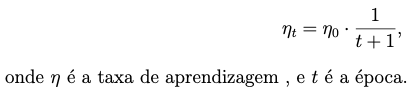 η_t = η_0 · 1/(t + 1),
onde η é a taxa de aprendizagem , e t é a época.